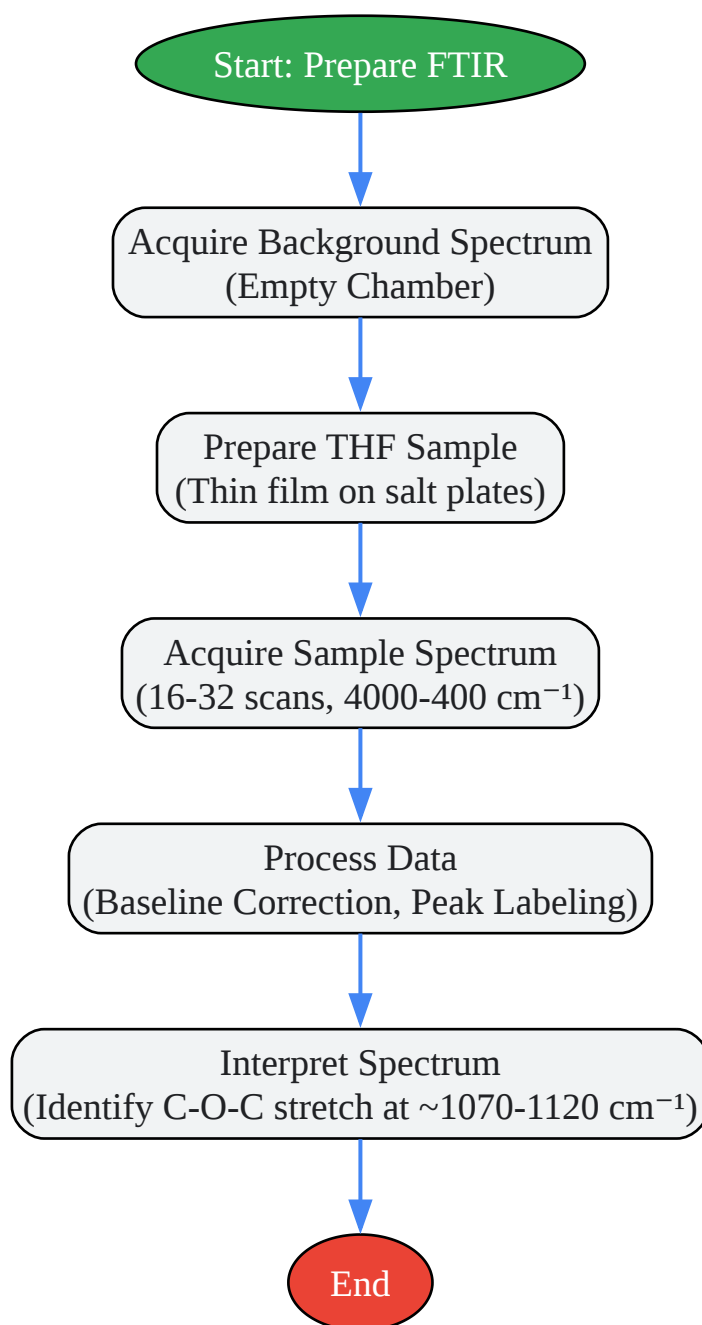 Start: Prepare FTIR
Acquire Background Spectrum
(Empty Chamber)
Prepare THF Sample
(Thin film on salt plates)
Acquire Sample Spectrum
(16-32 scans, 4000-400 cm⁻¹)
Process Data
(Baseline Correction, Peak Labeling)
Interpret Spectrum
(Identify C-O-C stretch at ~1070-1120 cm⁻¹)
End